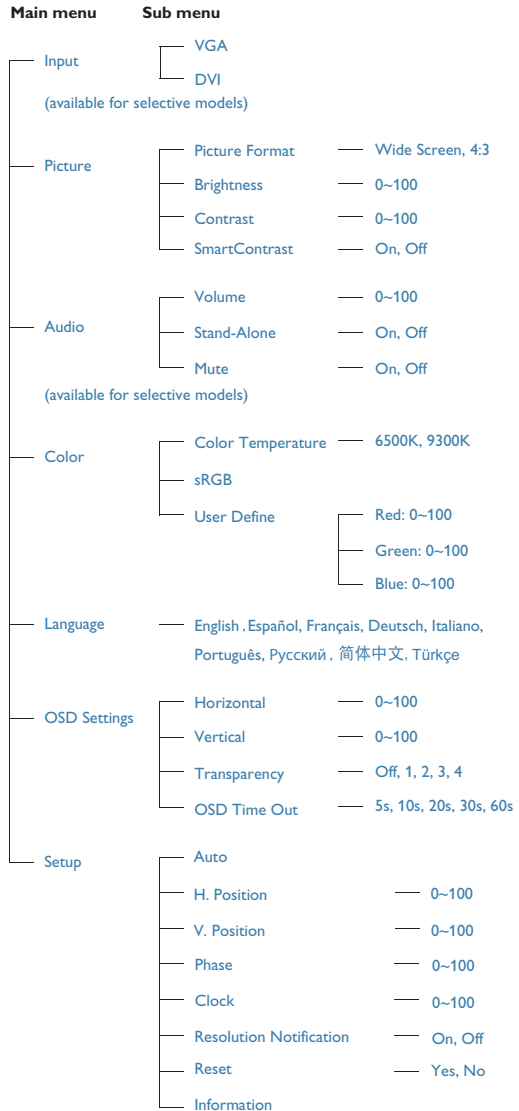 Main menu Sub menu
VGA
Input
DVI
(available for selective models)
Picture Format Wide Screen, 4:3
Picture
Brightness 0~100
Contrast 0~100
SmartContrast On, Off
Volume 0~100
Audio
Stand-Alone On, Off
Mute On, Off
(available for selective models)
Color Temperature 6500K, 9300K
Color
sRGB
User Define Red: 0~100
Green: 0~100
Blue: 0~100
Language English , Español, Français, Deutsch, Italiano,
Português, Русский , 简体中文, Türkçe
Horizontal 0~100
OSD Settings
Vertical 0~100
Transparency Off, 1, 2, 3, 4
OSD Time Out 5s, 10s, 20s, 30s, 60s
Auto
Setup
H. Position 0~100
V. Position 0~100
Phase 0~100
Clock 0~100
Resolution Notification On, Off
Reset Yes, No
Information